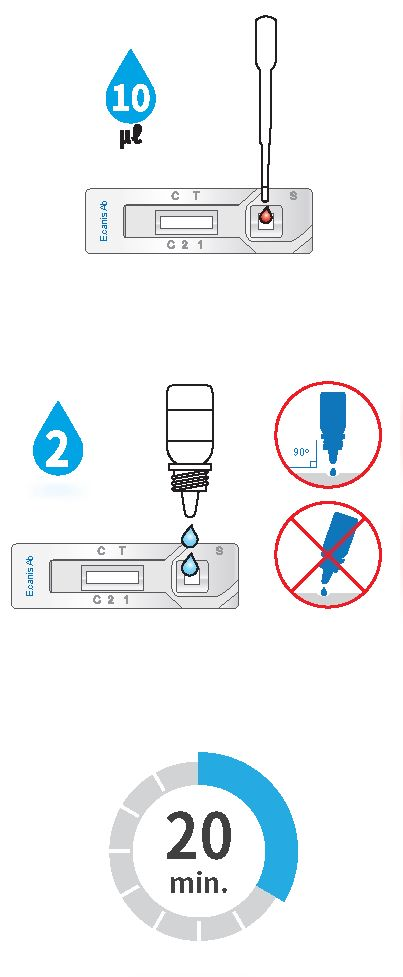 10
μℓ
C T S
E.canis Ab
C 2 1
2
90°
C T S
E.canis Ab
C 2 1
20
min.